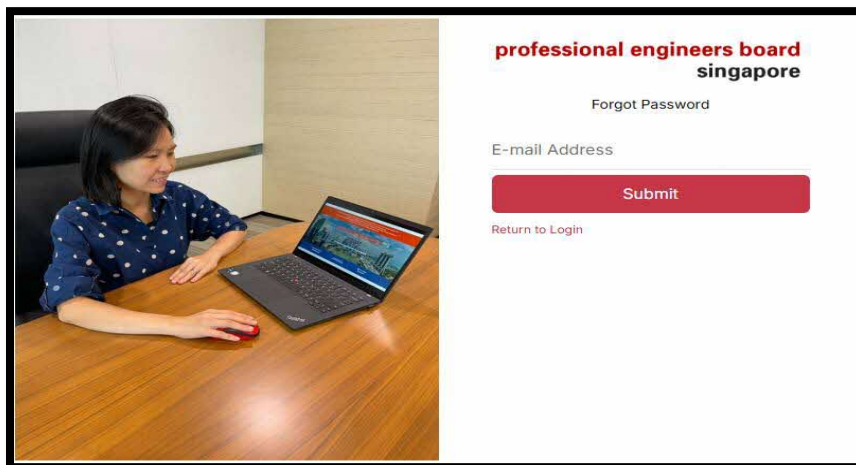 professional engineers board
singapore
Forgot Password
E-mail Address
Submit
Return to Login